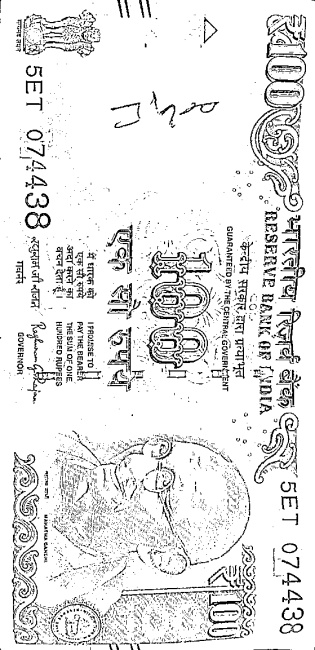 ₹100
भारतीय रिज़र्व बैंक
RESERVE BANK OF INDIA
5ET 074438
केन्द्रीय सरकार द्वारा प्रत्याभूत
GUARANTEED BY THE CENTRAL GOVERNMENT
₹100
100
एक सौ रुपये
मैं धारक को
एक सौ रुपये
अदा करने का
वचन देता हूँ।
I PROMISE TO
PAY THE BEARER
THE SUM OF ONE
HUNDRED RUPEES
रघुराम जी राजन
गवर्नर
Raghuram G Rajan
GOVERNOR
महात्मा गांधी
MAHATMA GANDHI
5ET 074438
सत्यमेव जयते